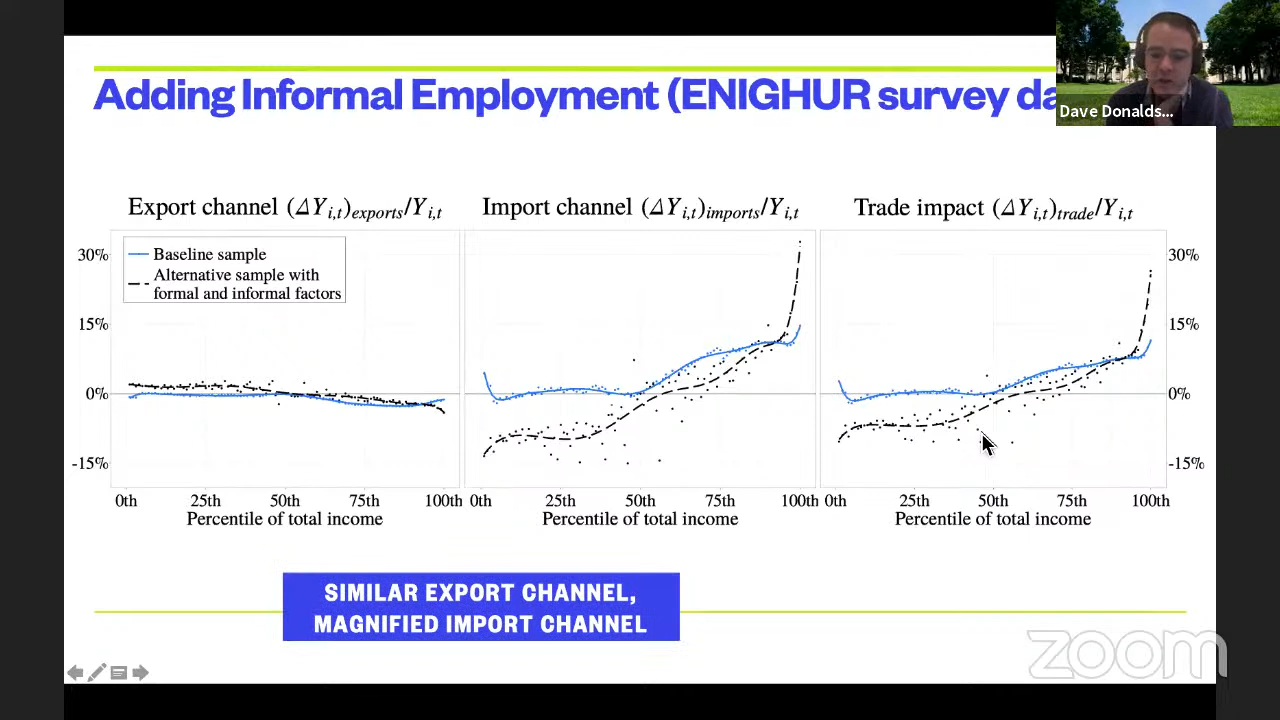 Adding Informal Employment (ENIGHUR survey da
Dave Donalds...
Export channel (ΔY_{i,t})_{exports}/Y_{i,t}
Import channel (ΔY_{i,t})_{imports}/Y_{i,t}
Trade impact (ΔY_{i,t})_{trade}/Y_{i,t}
Baseline sample
Alternative sample with
formal and informal factors
30%
15%
0%
-15%
30%
15%
0%
-15%
0th 25th 50th 75th 100th
0th 25th 50th 75th 100th
0th 25th 50th 75th 100th
Percentile of total income
Percentile of total income
Percentile of total income
SIMILAR EXPORT CHANNEL,
MAGNIFIED IMPORT CHANNEL
zoom